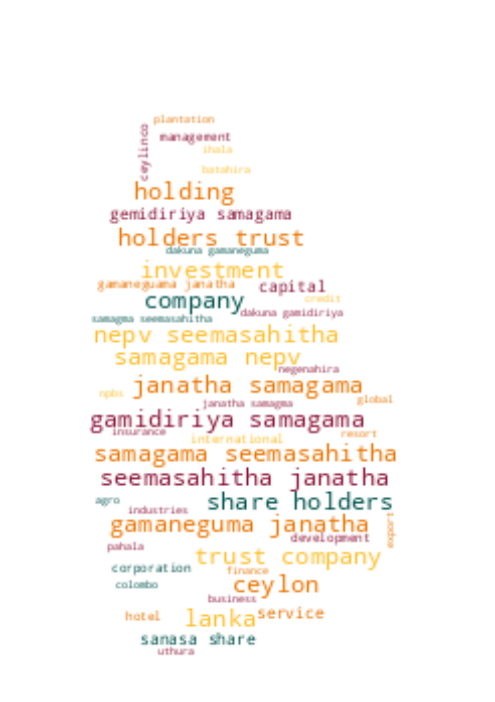 plantation
ceylinco
management
ihala
batahira
holding
gemidiriya samagama
holders trust
dakuna gamaneguma
investment
gamaneguama janatha
capital
company
credit
dakuna gamidiriya
samagma seemasahitha
nepv seemasahitha
samagama nepv
negenahira
janatha samagama
npbs
janatha samagma
global
gamidiriya samagama
insurance
international
resort
samagama seemasahitha
seemasahitha janatha
agro
share holders
industries
gamaneguma janatha
export
development
pahala
trust company
corporation
finance
colombo
ceylon
business
hotel
lanka
service
sanasa share
uthura